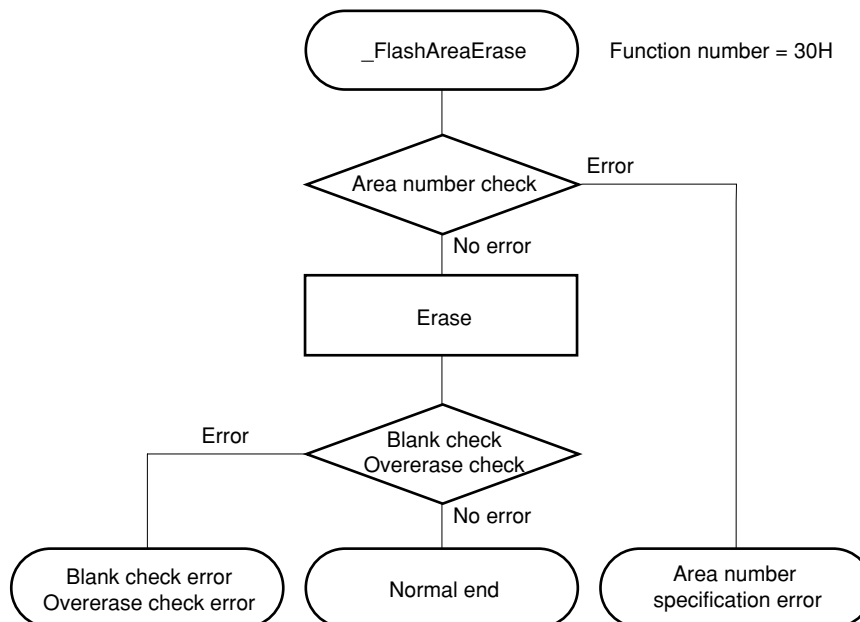 _FlashAreaErase
Function number = 30H
Area number check
Error
No error
Erase
Error
Blank check
Overerase check
No error
Blank check error
Overerase check error
Normal end
Area number
specification error